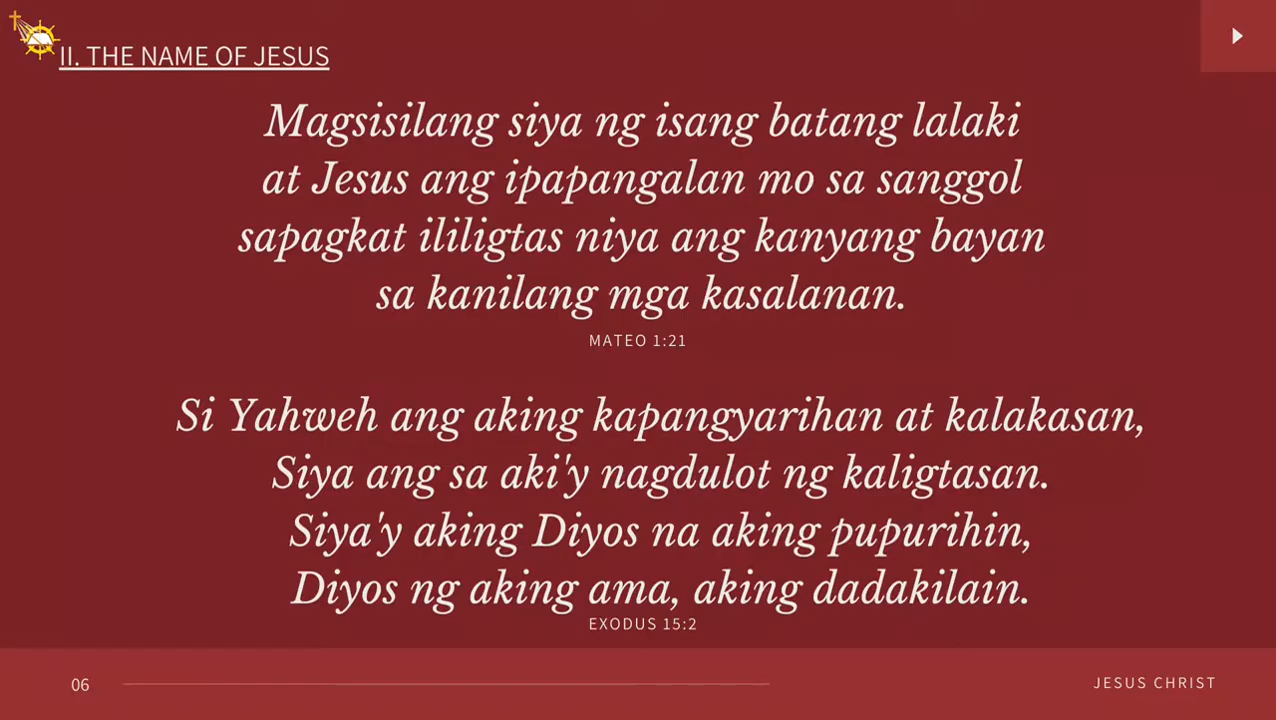 II. THE NAME OF JESUS
Magsisilang siya ng isang batang lalaki
at Jesus ang ipapangalan mo sa sanggol
sapagkat ililigtas niya ang kanyang bayan
sa kanilang mga kasalanan.
MATEO 1:21
Si Yahweh ang aking kapangyarihan at kalakasan,
Siya ang sa aki'y nagdulot ng kaligtasan.
Siya'y aking Diyos na aking pupurihin,
Diyos ng aking ama, aking dadakilain.
EXODUS 15:2
06
JESUS CHRIST